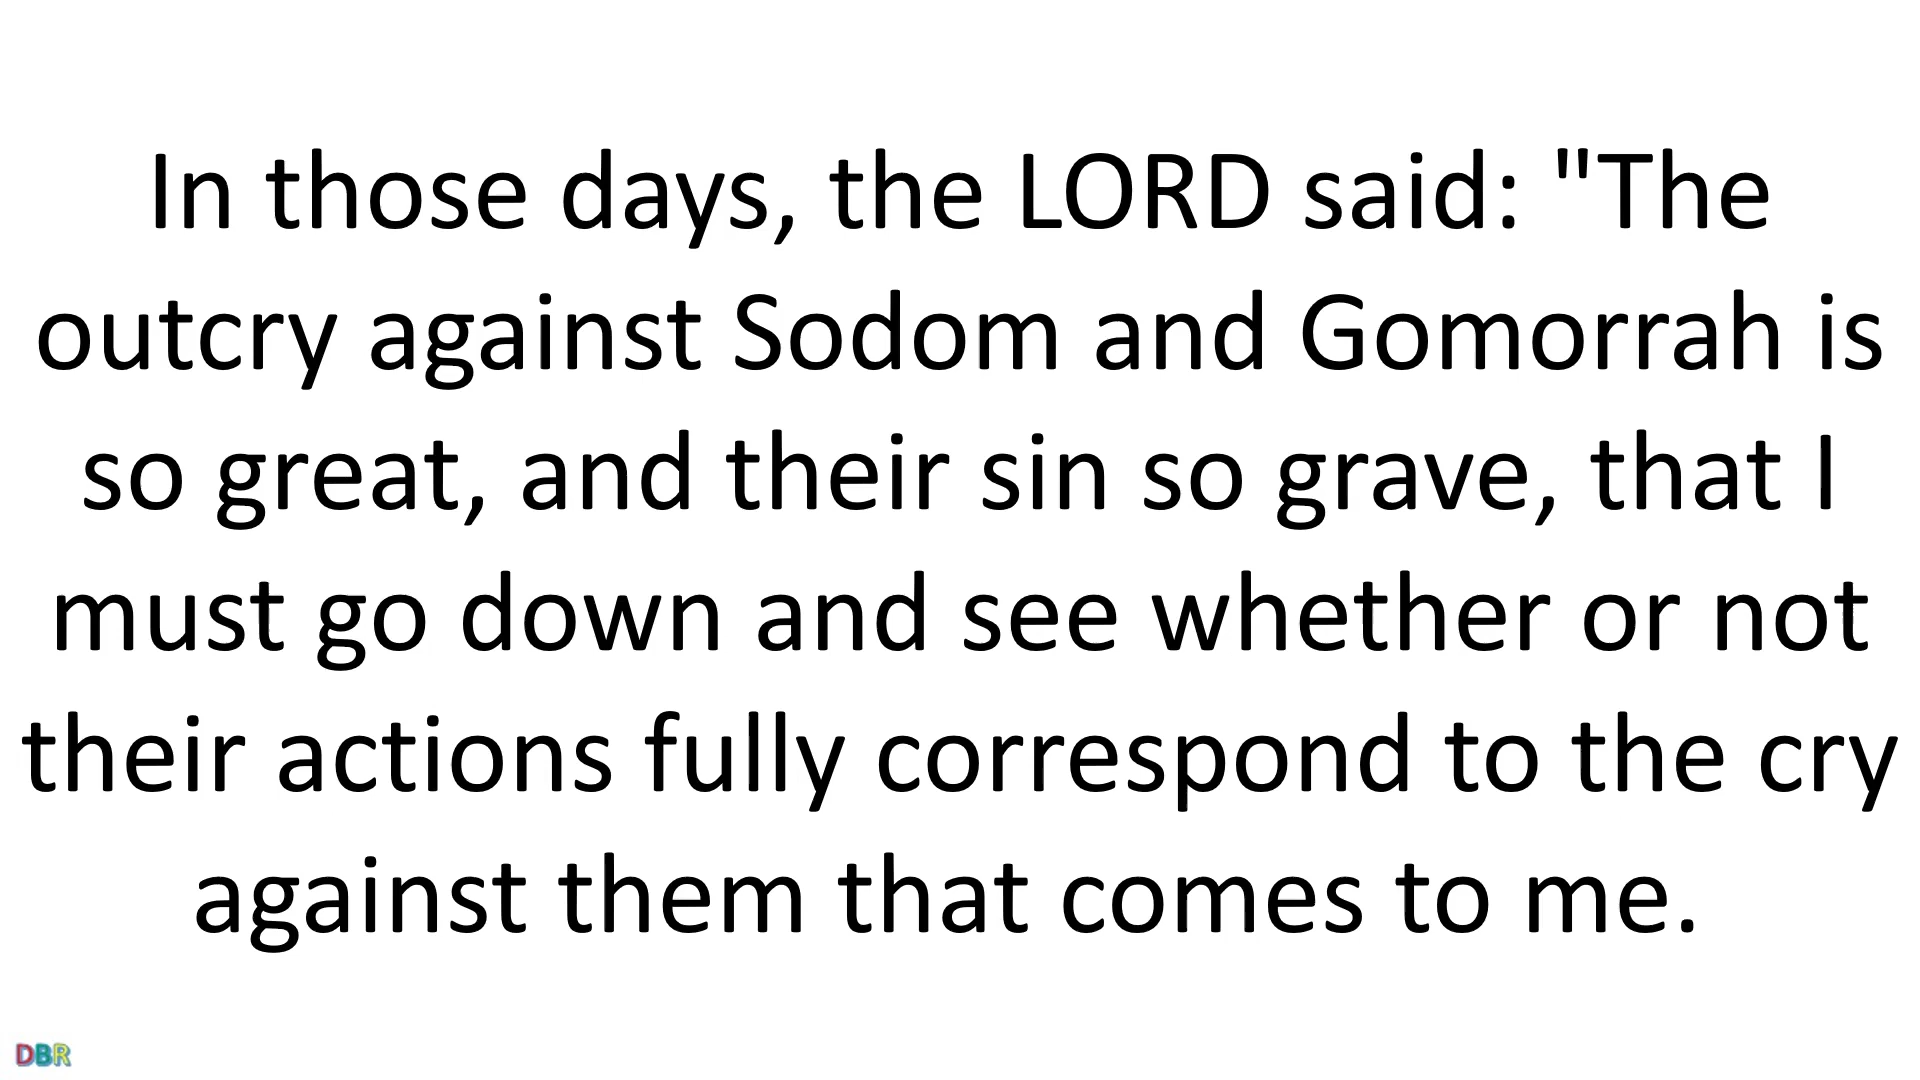 In those days, the LORD said: "The
outcry against Sodom and Gomorrah is
so great, and their sin so grave, that I
must go down and see whether or not
their actions fully correspond to the cry
against them that comes to me.
DBR